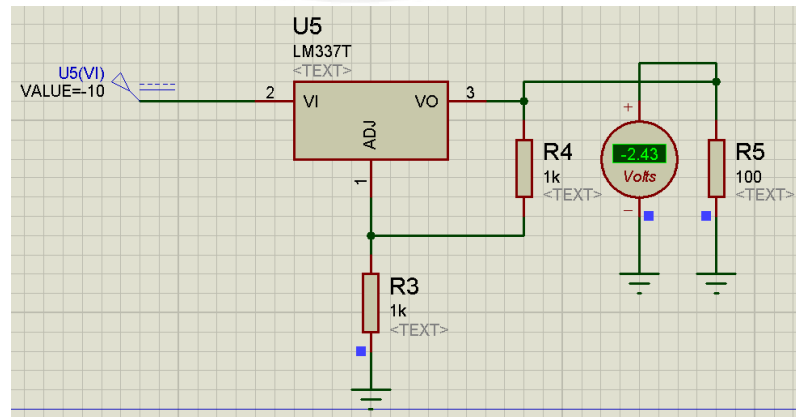 U5
LM337T
<TEXT>
U5(VI)
VALUE=-10
2
VI
VO
3
ADJ
1
R4
1k
<TEXT>
+
-2.43
Volts
−
R5
100
<TEXT>
R3
1k
<TEXT>